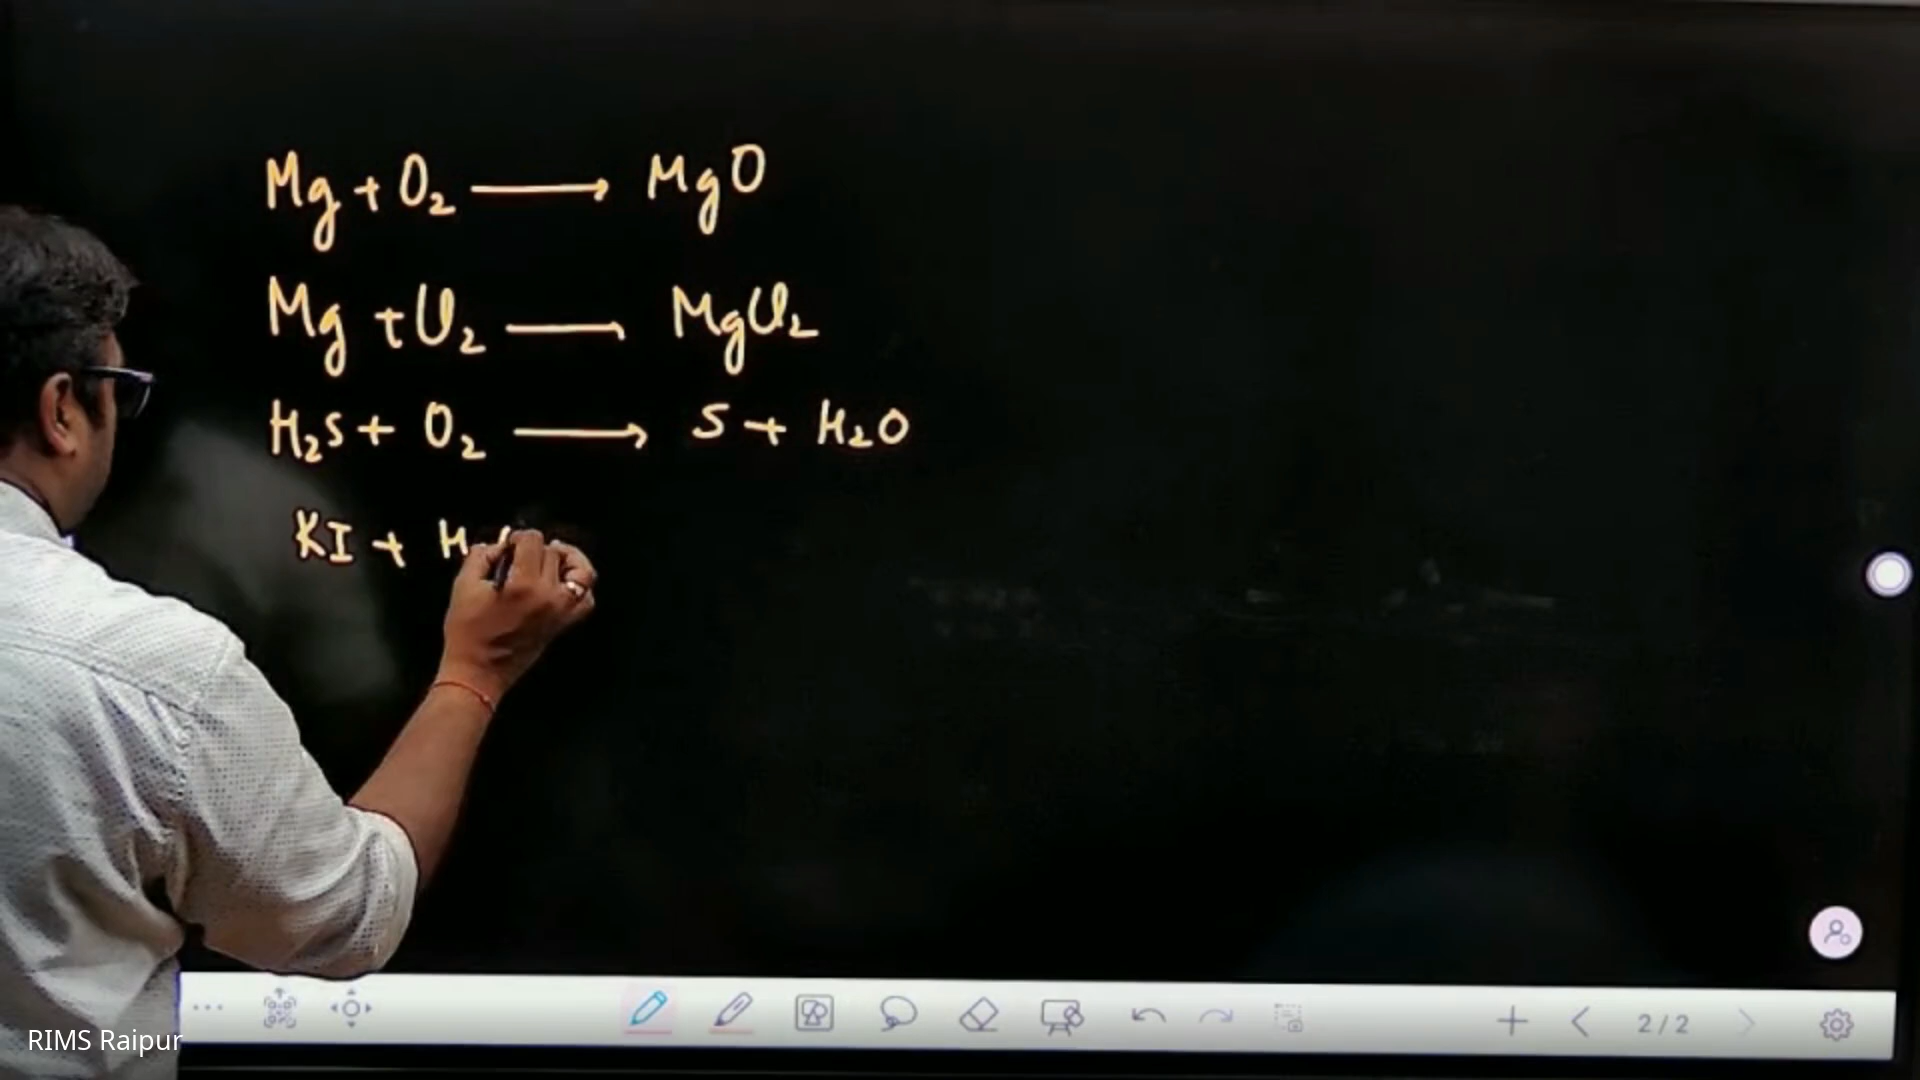 Mg + O₂ ⟶ MgO
Mg + Cl₂ ⟶ MgCl₂
H₂S + O₂ ⟶ S + H₂O
KI + H
2/2
RIMS Raipur